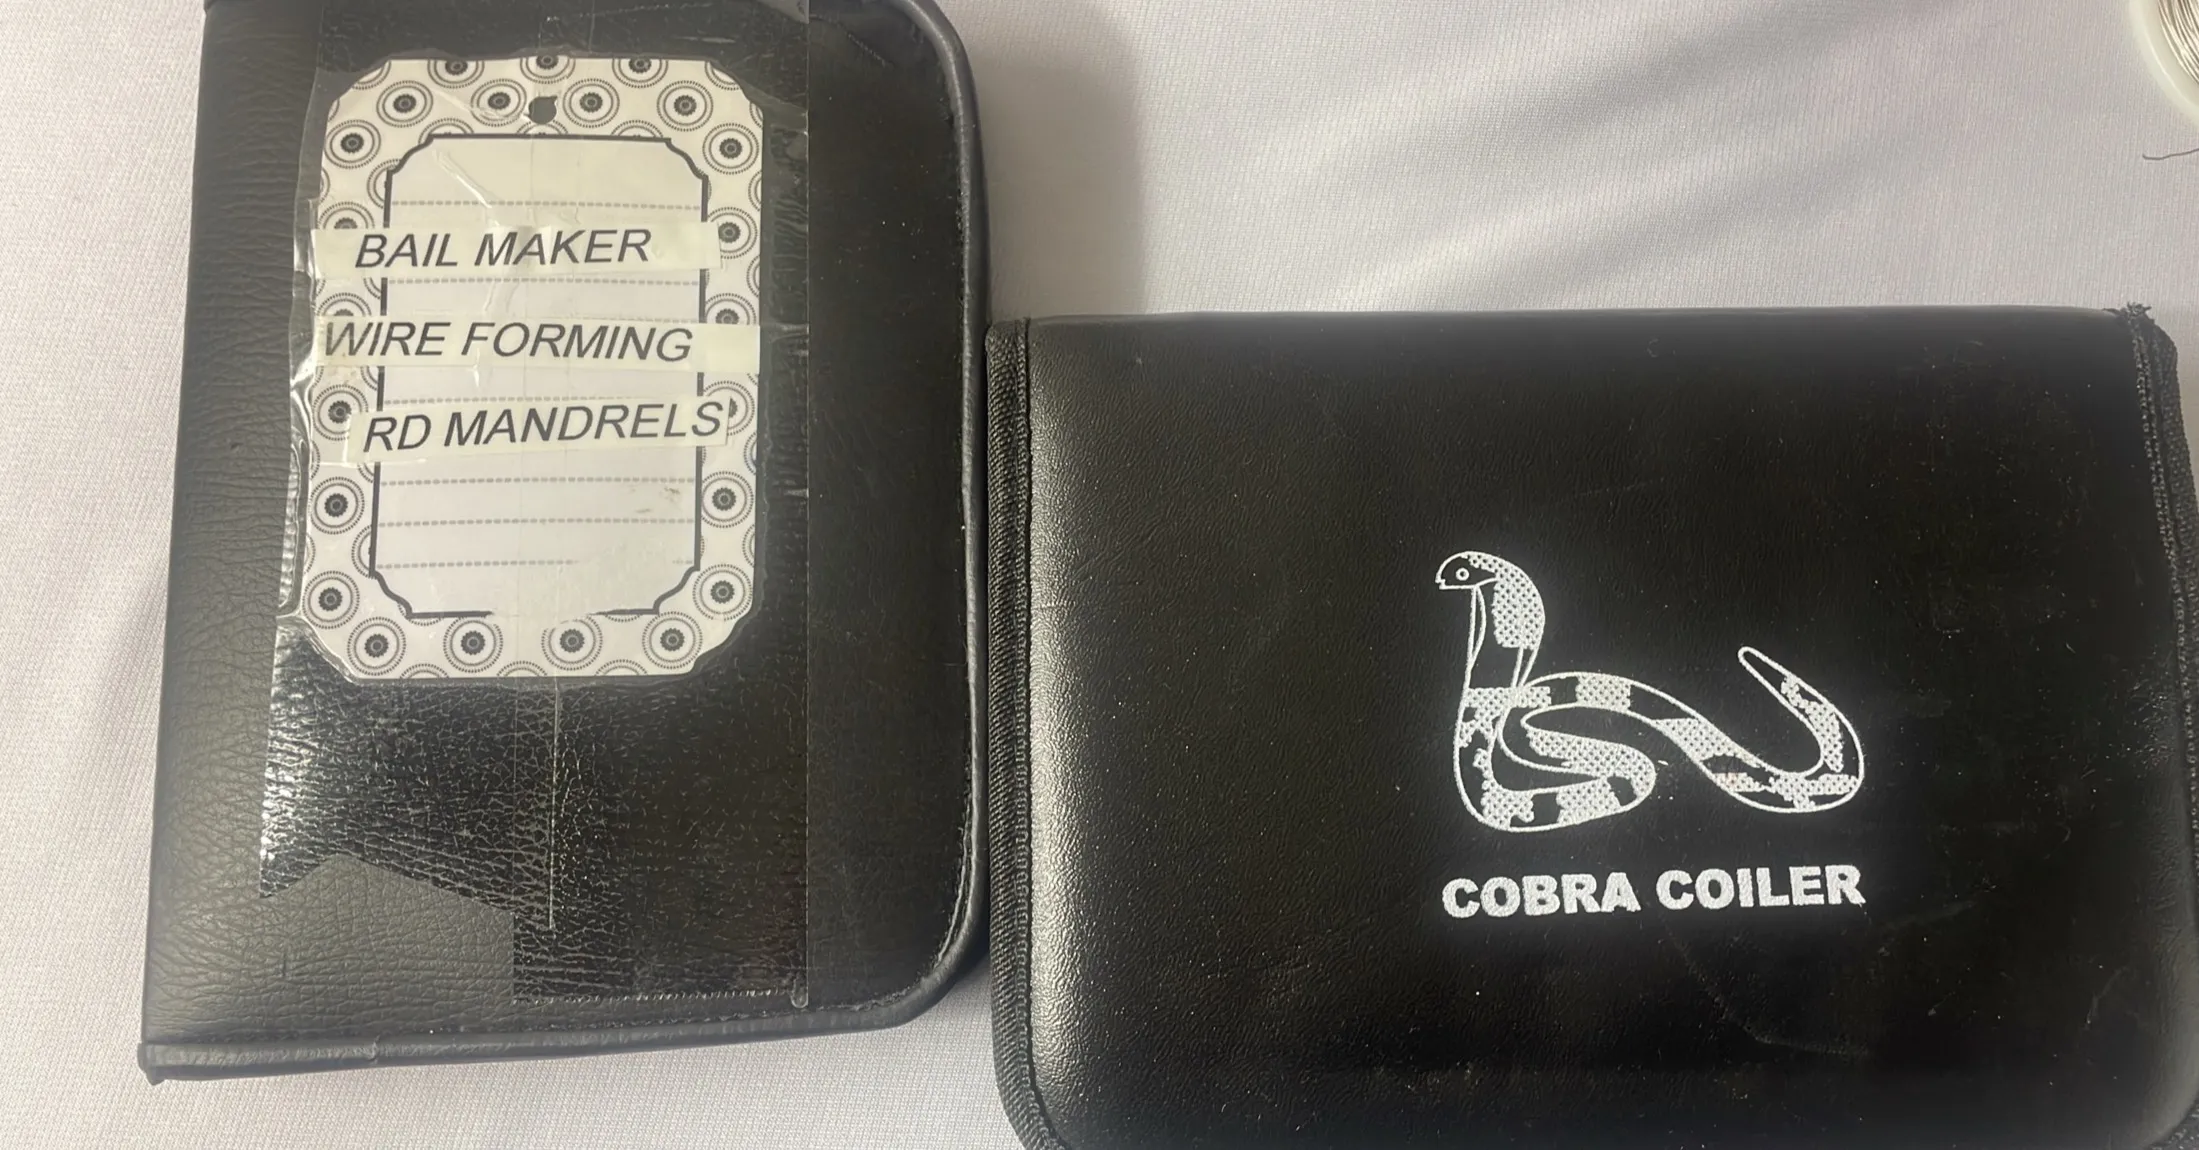 BAIL MAKER
WIRE FORMING
RD MANDRELS
COBRA COILER